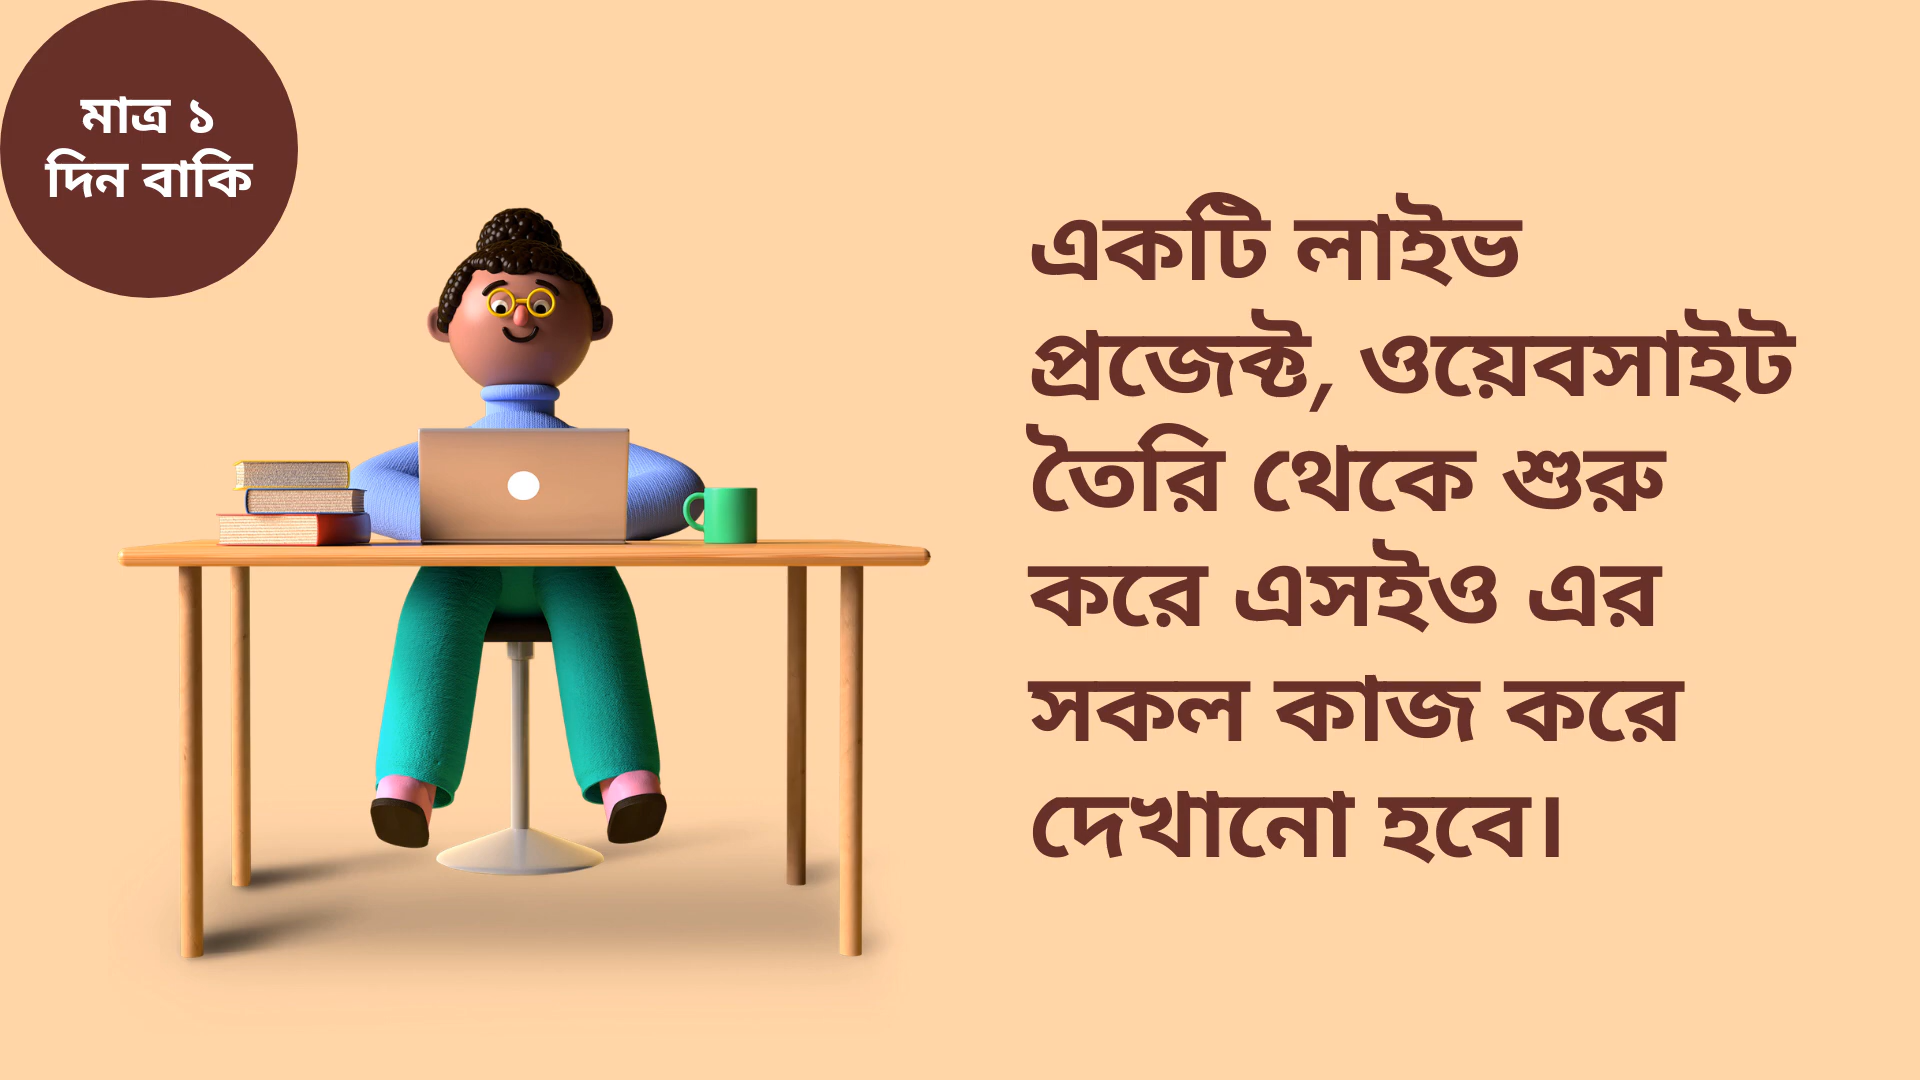 মাত্র ১
দিন বাকি
একটি লাইভ
প্রজেক্ট, ওয়েবসাইট
তৈরি থেকে শুরু
করে এসইও এর
সকল কাজ করে
দেখানো হবে।